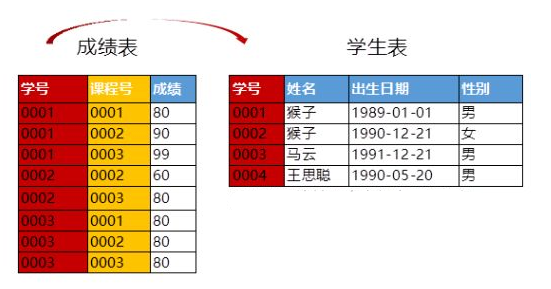 成绩表
学号 课程号 成绩
0001 0001 80
0001 0002 90
0001 0003 99
0002 0002 60
0002 0003 80
0003 0001 80
0003 0002 80
0003 0003 80
学生表
学号 姓名 出生日期 性别
0001 猴子 1989-01-01 男
0002 猴子 1990-12-21 女
0003 马云 1991-12-21 男
0004 王思聪 1990-05-20 男